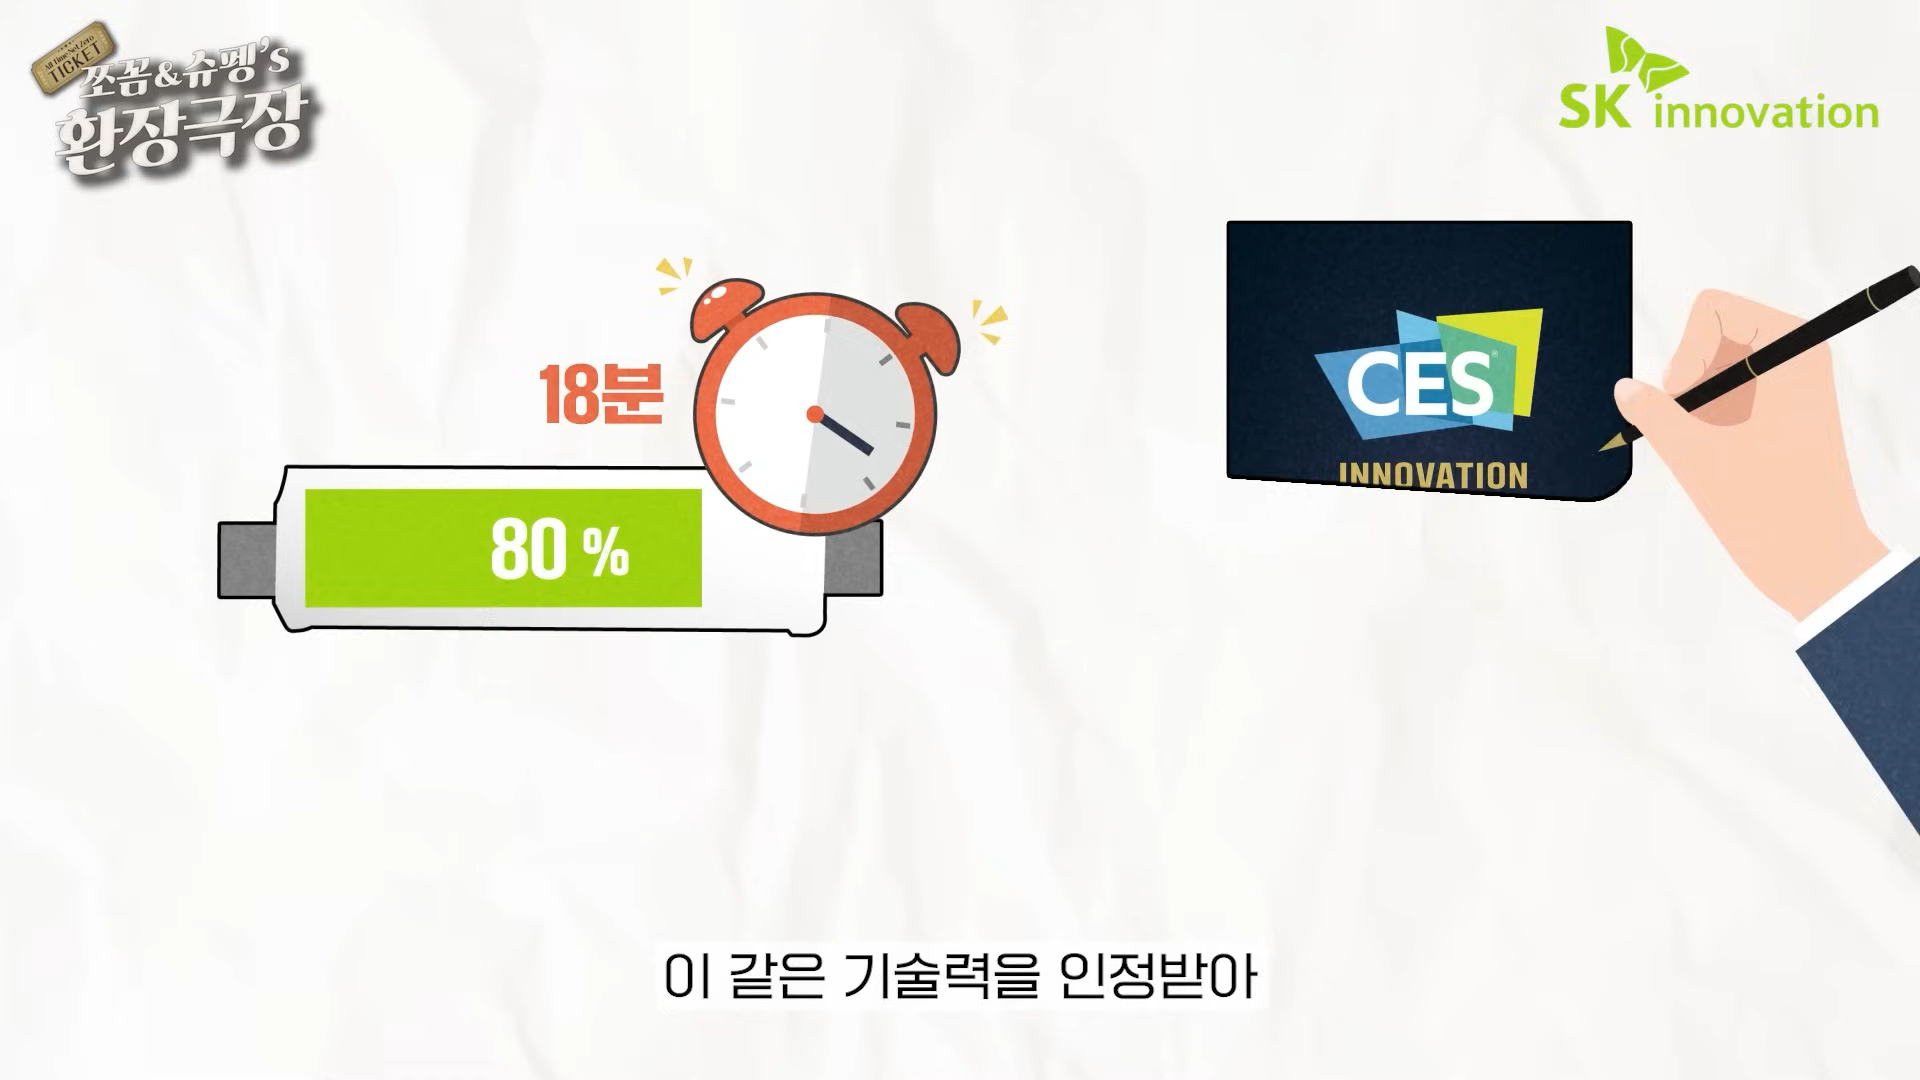 All Time Net Zero
TICKET
쪼꼼&슈펭's
환장극장
SK innovation
18분
80 %
CES
INNOVATION
이 같은 기술력을 인정받아